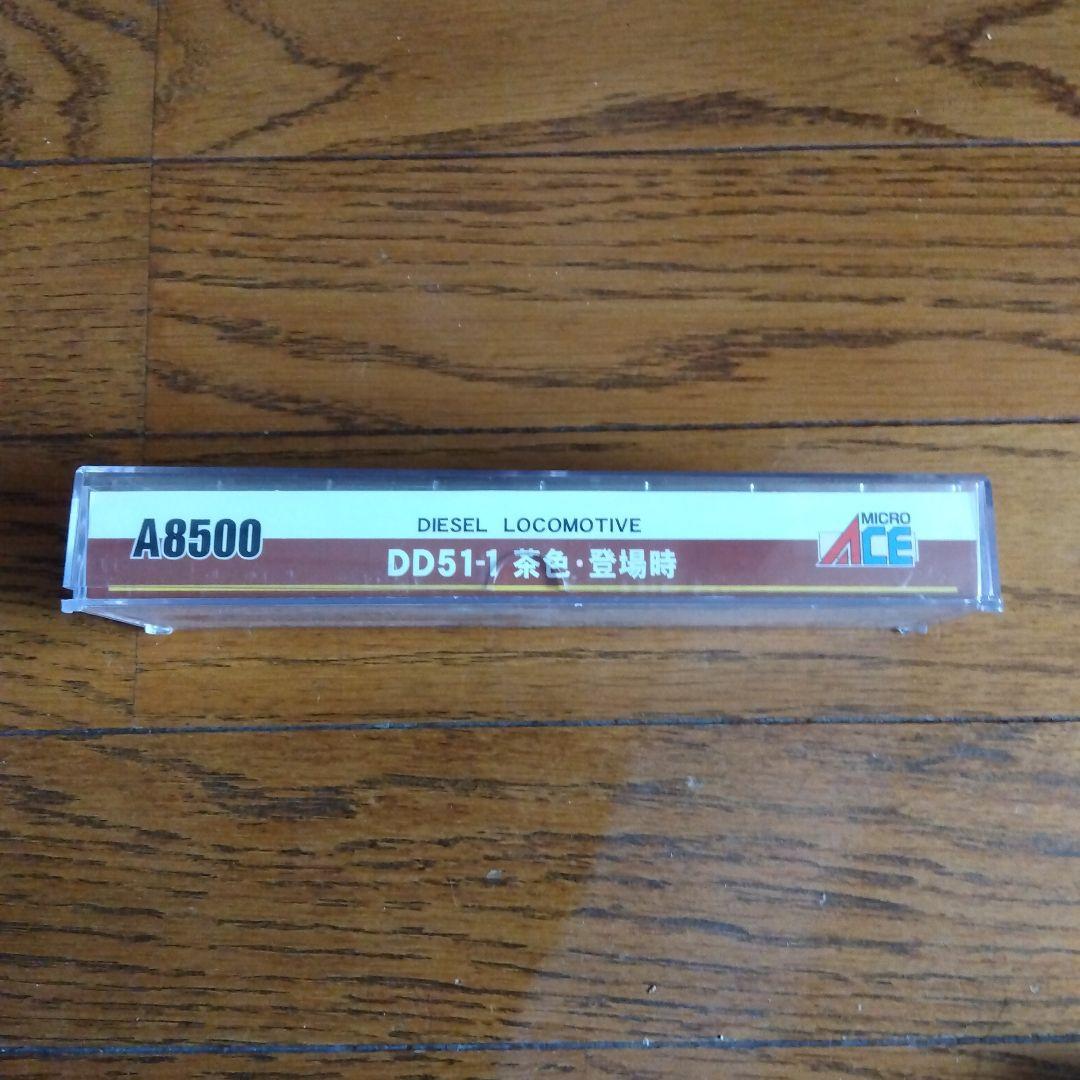 A8500
DIESEL LOCOMOTIVE
DD51-1 茶色・登場時
MICRO
ACE